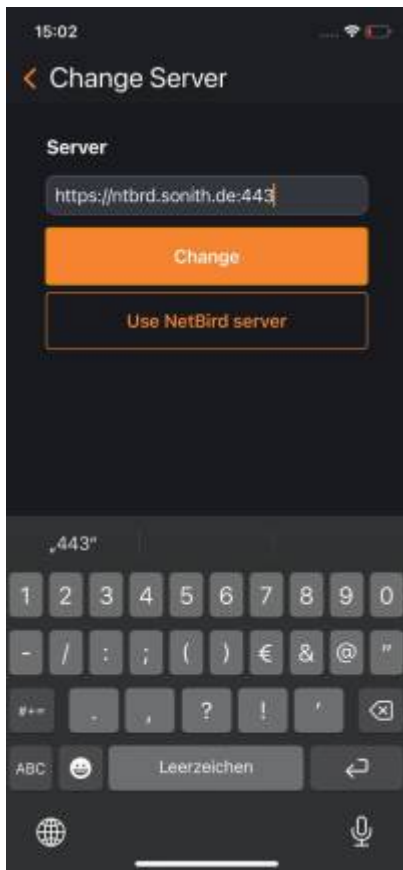 15:02
Change Server
Server
https://ntbrd.sonith.de:443
Change
Use NetBird server
„443“
1 2 3 4 5 6 7 8 9 0
- / : ; ( ) € & @ "
#+= . , ? ! '
ABC Leerzeichen